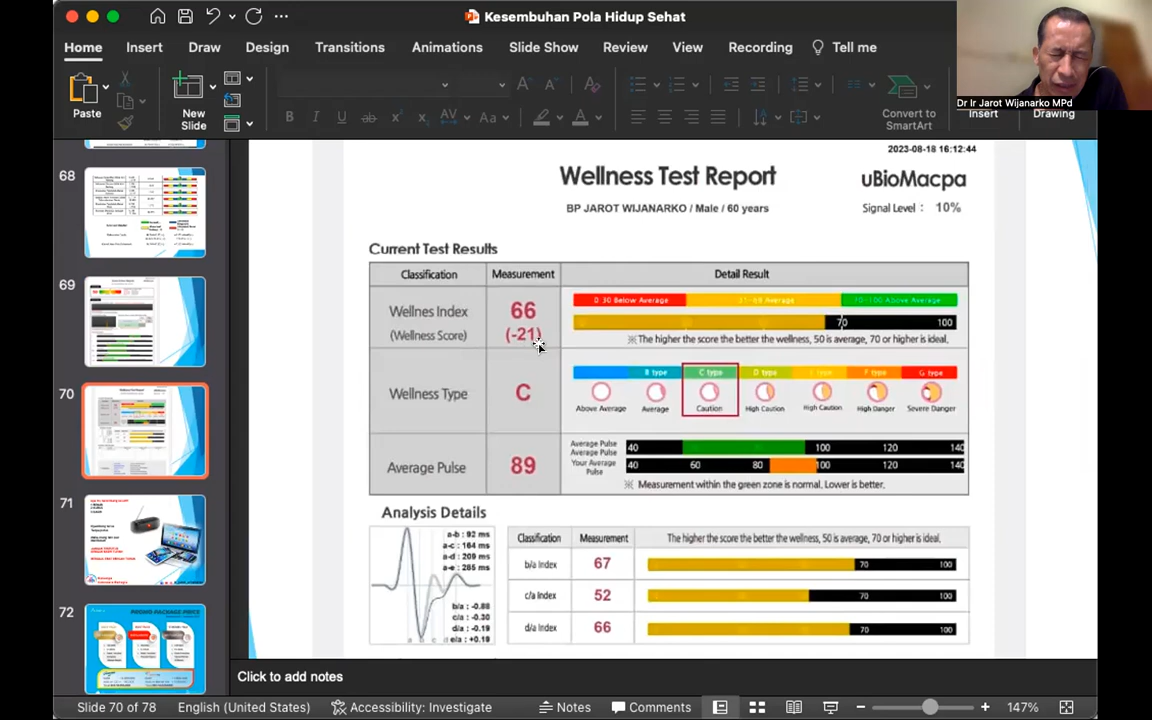 Kesembuhan Pola Hidup Sehat
Home Insert Draw Design Transitions Animations Slide Show Review View Recording Tell me
Paste
New
Slide
Convert to
SmartArt
Insert
Drawing
Dr Ir Jarot Wijanarko MPd
68
69
70
71
72
2023-08-18 16:12:44
Wellness Test Report
uBioMacpa
BP JAROT WIJANARKO / Male / 60 years
Signal Level : 10%
Current Test Results
Classification Measurement Detail Result
Wellnes Index
(Wellness Score)
66
(-21)
0-30 Below Average 31-69 Average 70-100 Above Average
70 100
※The higher the score the better the wellness, 50 is average, 70 or higher is ideal.
Wellness Type C
B type C type D type F type G type
Above Average Average Caution High Caution High Caution High Danger Severe Danger
Average Pulse 89
Average Pulse
Average Pulse
40 100 120 140
Your Average
Pulse
40 60 80 100 120 140
※ Measurement within the green zone is normal. Lower is better.
Analysis Details
a-b : 92 ms
a-c : 164 ms
a-d : 209 ms
a-e : 285 ms
b/a : -0.88
c/a : -0.30
d/a : -0.19
e/a : +0.19
a b c d e
Classification Measurement The higher the score the better the wellness, 50 is average, 70 or higher is ideal.
b/a Index 67 70 100
c/a Index 52 70 100
d/a Index 66 70 100
Click to add notes
Slide 70 of 78 English (United States) Accessibility: Investigate Notes Comments 147%